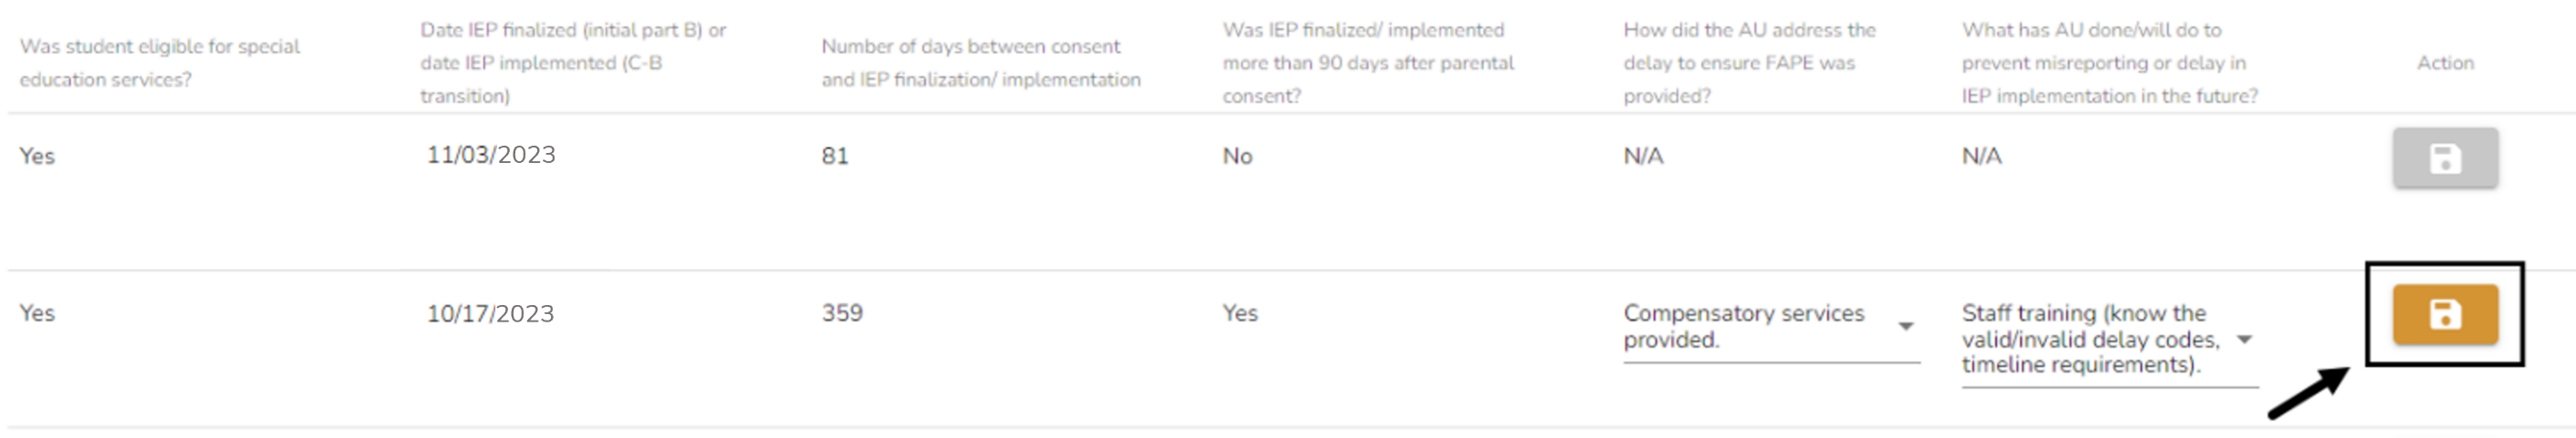 Was student eligible for special
education services?
Date IEP finalized (initial part B) or
date IEP implemented (C-B
transition)
Number of days between consent
and IEP finalization/ implementation
Was IEP finalized/ implemented
more than 90 days after parental
consent?
How did the AU address the
delay to ensure FAPE was
provided?
What has AU done/will do to
prevent misreporting or delay in
IEP implementation in the future?
Action
Yes
11/03/2023
81
No
N/A
N/A
Yes
10/17/2023
359
Yes
Compensatory services
provided.
Staff training (know the
valid/invalid delay codes,
timeline requirements).